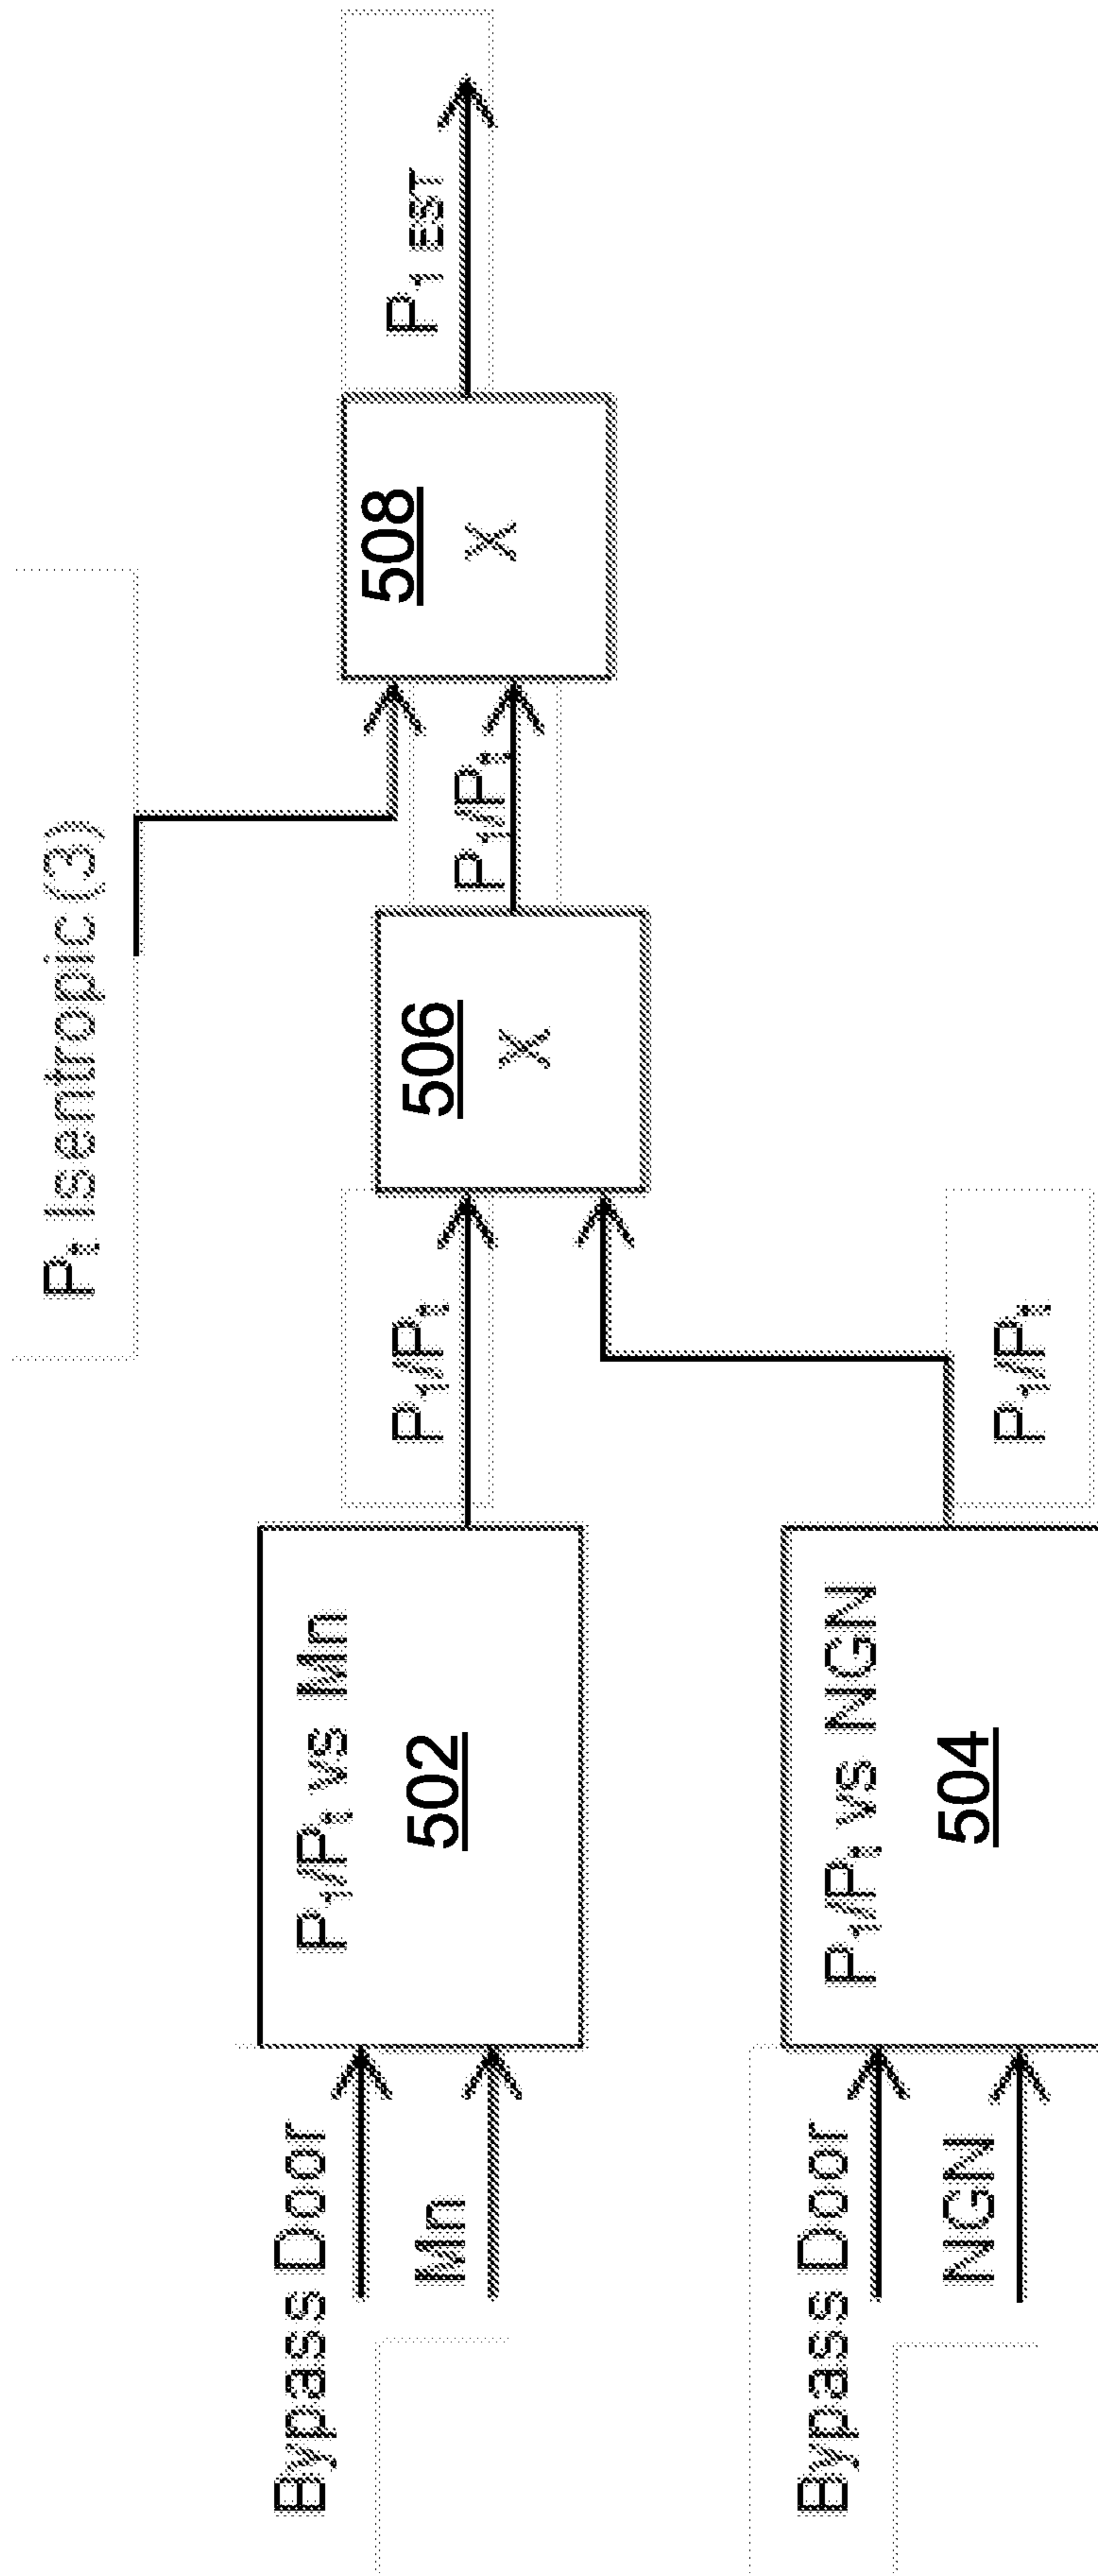 P₁ Isentropic(3)
Bypass Door
Mn
P₁/Pₜ vs Mn
502
P₁/Pₜ
506
X
P₁/Pₜ
508
X
P₁ EST
Bypass Door
NGN
P₁/Pₜ vs NGN
504
P₁/Pₜ